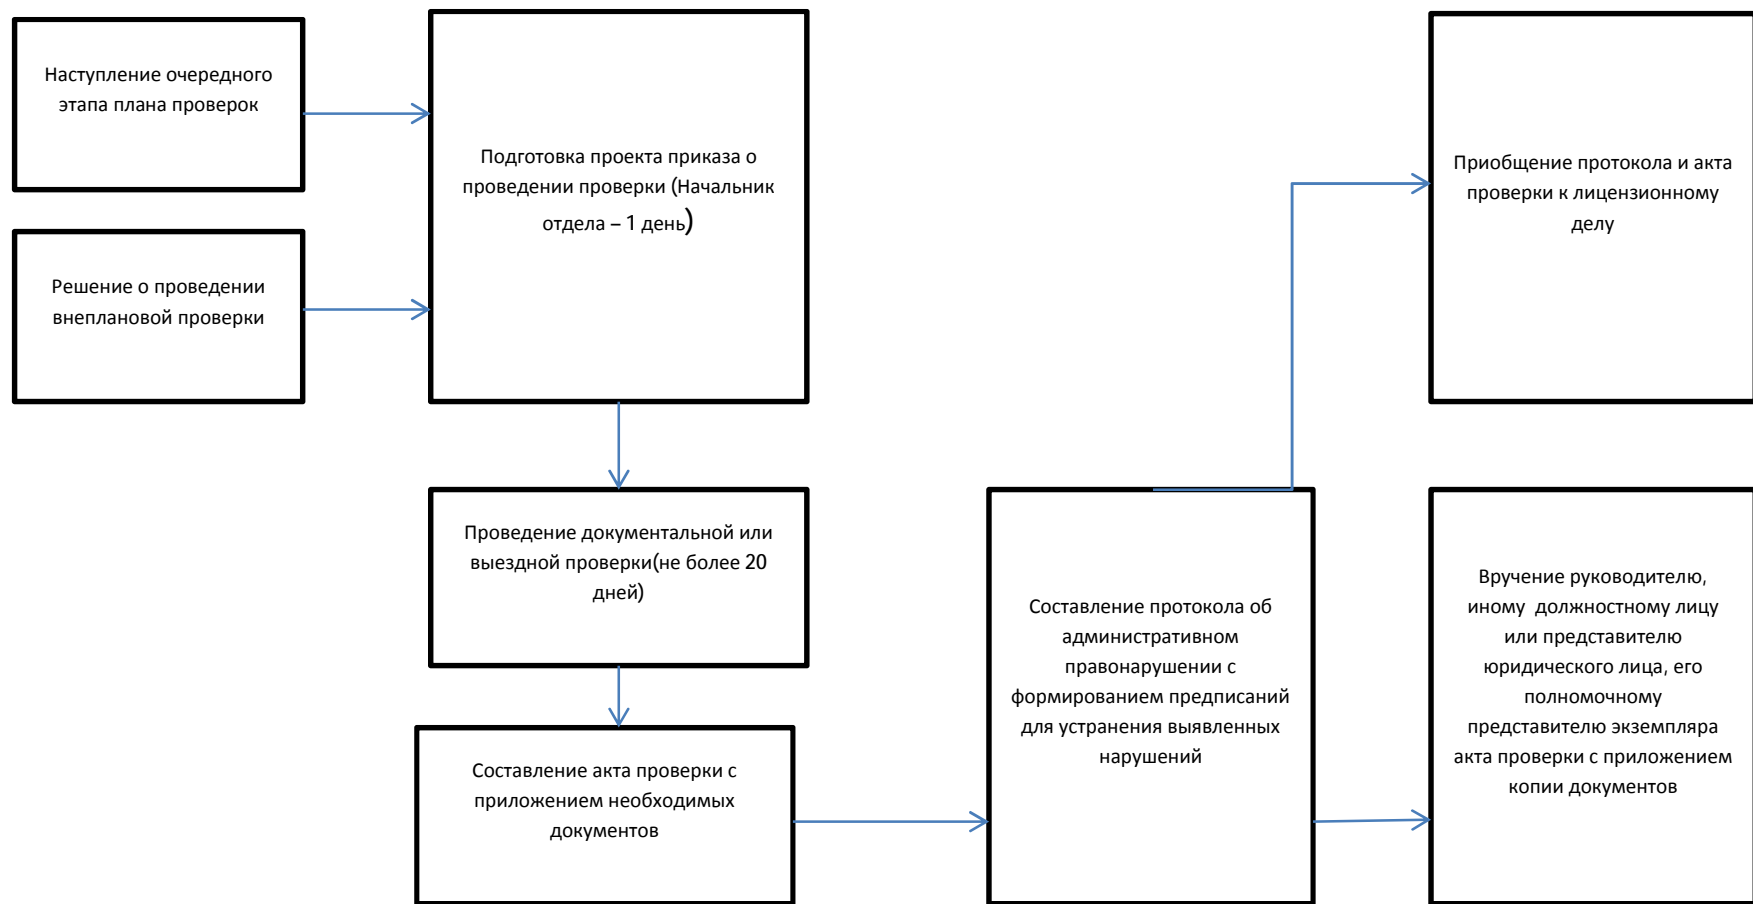 Наступление очередного
этапа плана проверок
Решение о проведении
внеплановой проверки
Подготовка проекта приказа о
проведении проверки (Начальник
отдела – 1 день)
Проведение документальной или
выездной проверки(не более 20
дней)
Составление акта проверки с
приложением необходимых
документов
Составление протокола об
административном
правонарушении с
формированием предписаний
для устранения выявленных
нарушений
Приобщение протокола и акта
проверки к лицензионному
делу
Вручение руководителю,
иному  должностному лицу
или представителю
юридического лица, его
полномочному
представителю экземпляра
акта проверки с приложением
копии документов